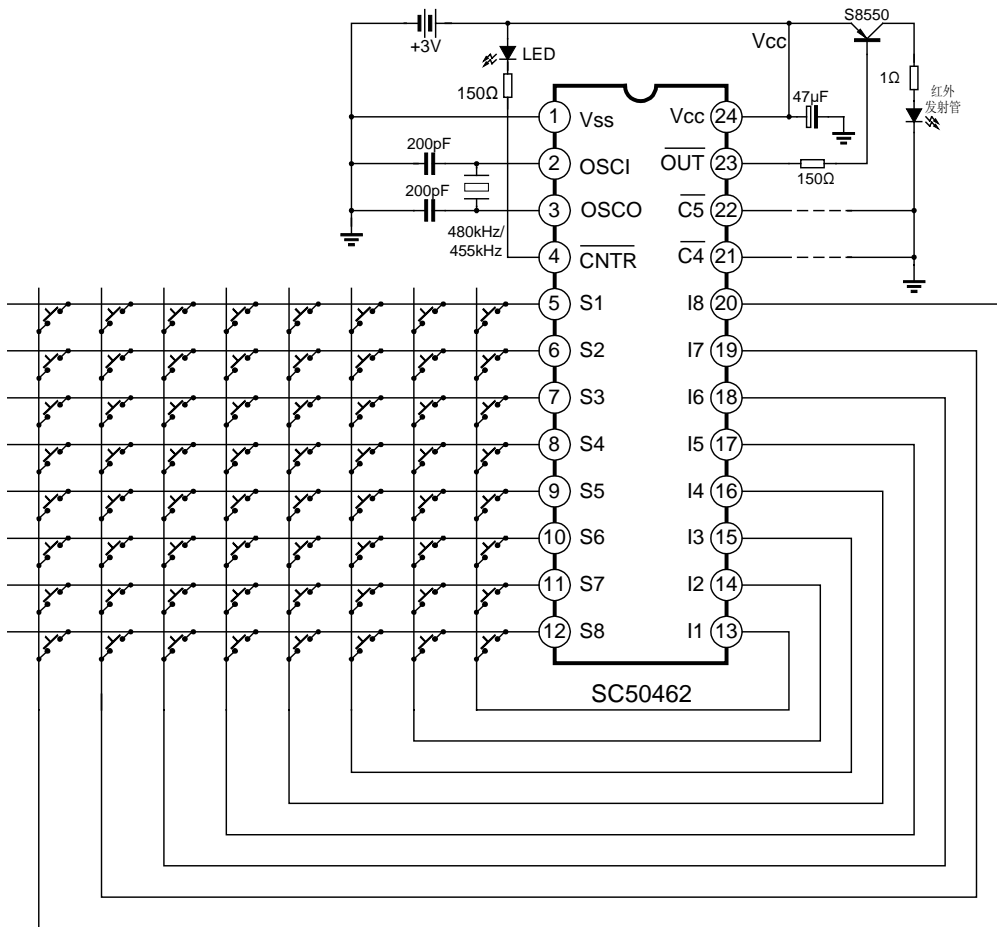 S8550
+3V
LED
Vcc
150Ω
1Ω
红外
发射管
47μF
1 Vss
Vcc 24
200pF
2 OSCI
OUT 23
150Ω
200pF
3 OSCO
C5 22
480kHz/
455kHz
4 CNTR
C4 21
5 S1
I8 20
6 S2
I7 19
7 S3
I6 18
8 S4
I5 17
9 S5
I4 16
10 S6
I3 15
11 S7
I2 14
12 S8
I1 13
SC50462